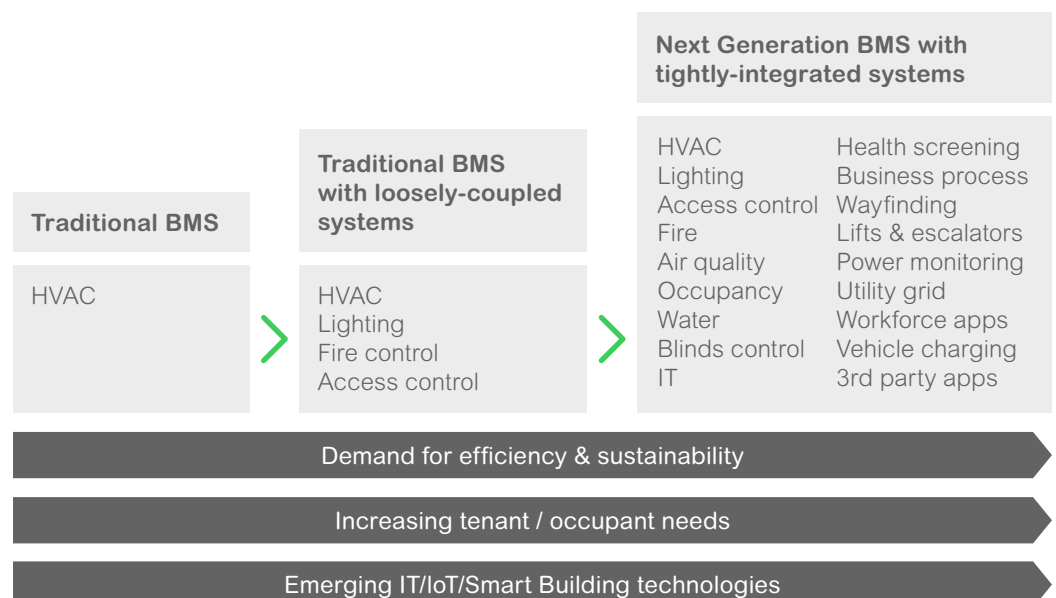 Traditional BMS
HVAC
Traditional BMS
with loosely-coupled
systems
HVAC
Lighting
Fire control
Access control
Next Generation BMS with
tightly-integrated systems
HVAC
Lighting
Access control
Fire
Air quality
Occupancy
Water
Blinds control
IT
Health screening
Business process
Wayfinding
Lifts & escalators
Power monitoring
Utility grid
Workforce apps
Vehicle charging
3rd party apps
Demand for efficiency & sustainability
Increasing tenant / occupant needs
Emerging IT/IoT/Smart Building technologies